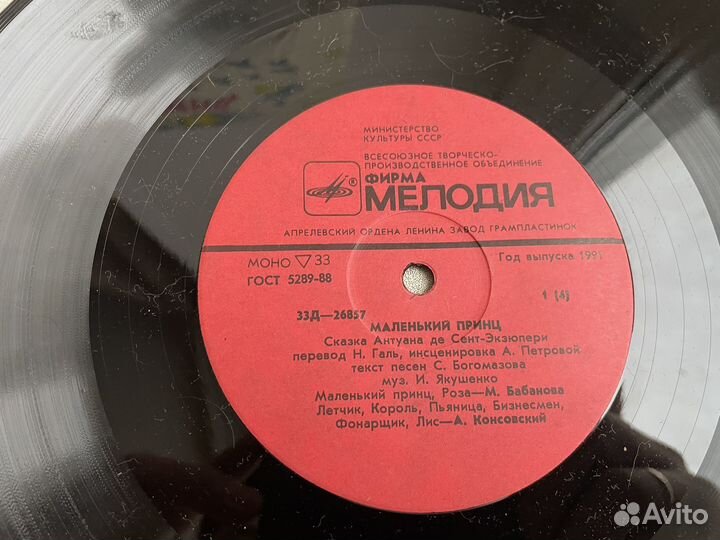 МИНИСТЕРСТВО
КУЛЬТУРЫ СССР
ВСЕСОЮЗНОЕ ТВОРЧЕСКО-
ПРОИЗВОДСТВЕННОЕ ОБЪЕДИНЕНИЕ
ФИРМА
МЕЛОДИЯ
АПРЕЛЕВСКИЙ ОРДЕНА ЛЕНИНА ЗАВОД ГРАМПЛАСТИНОК
МОНО ▽ 33
Год выпуска 1991
ГОСТ 5289-88
33Д—26857
1 [4]
МАЛЕНЬКИЙ ПРИНЦ
Сказка Антуана де Сент-Экзюпери
перевод Н. Галь, инсценировка А. Петровой
текст песен С. Богомазова
муз. И. Якушенко
Маленький принц, Роза—М. Бабанова
Летчик, Король, Пьяница, Бизнесмен,
Фонарщик, Лис—А. Консовский
Avito